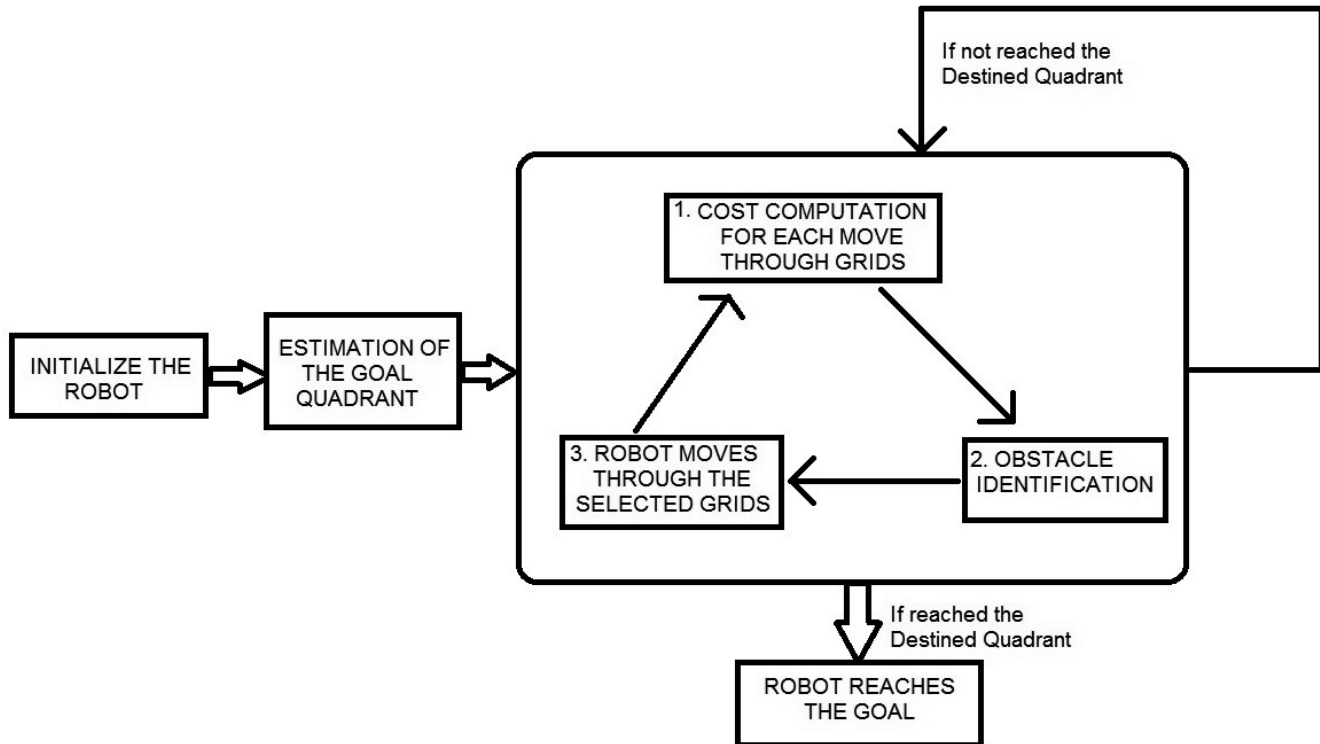 If not reached the
Destined Quadrant
1. COST COMPUTATION
FOR EACH MOVE
THROUGH GRIDS
INITIALIZE THE
ROBOT
ESTIMATION OF
THE GOAL
QUADRANT
3. ROBOT MOVES
THROUGH THE
SELECTED GRIDS
2. OBSTACLE
IDENTIFICATION
If reached the
Destined Quadrant
ROBOT REACHES
THE GOAL